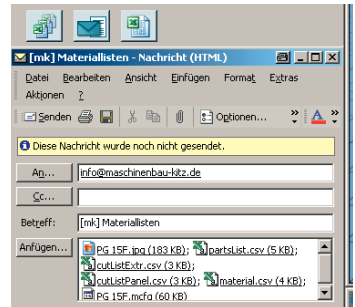 [mk] Materiallisten - Nachricht (HTML)
Datei Bearbeiten Ansicht Einfügen Format Extras
Aktionen ?
Senden Optionen... A
Diese Nachricht wurde noch nicht gesendet.
An... info@maschinenbau-kitz.de
Cc...
Betreff: [mk] Materiallisten
Anfügen... PG 15F.jpg (183 KB); partsList.csv (5 KB);
cutListExtr.csv (3 KB);
cutListPanel.csv (3 KB); material.csv (4 KB);
PG 15F.mcfg (60 KB)